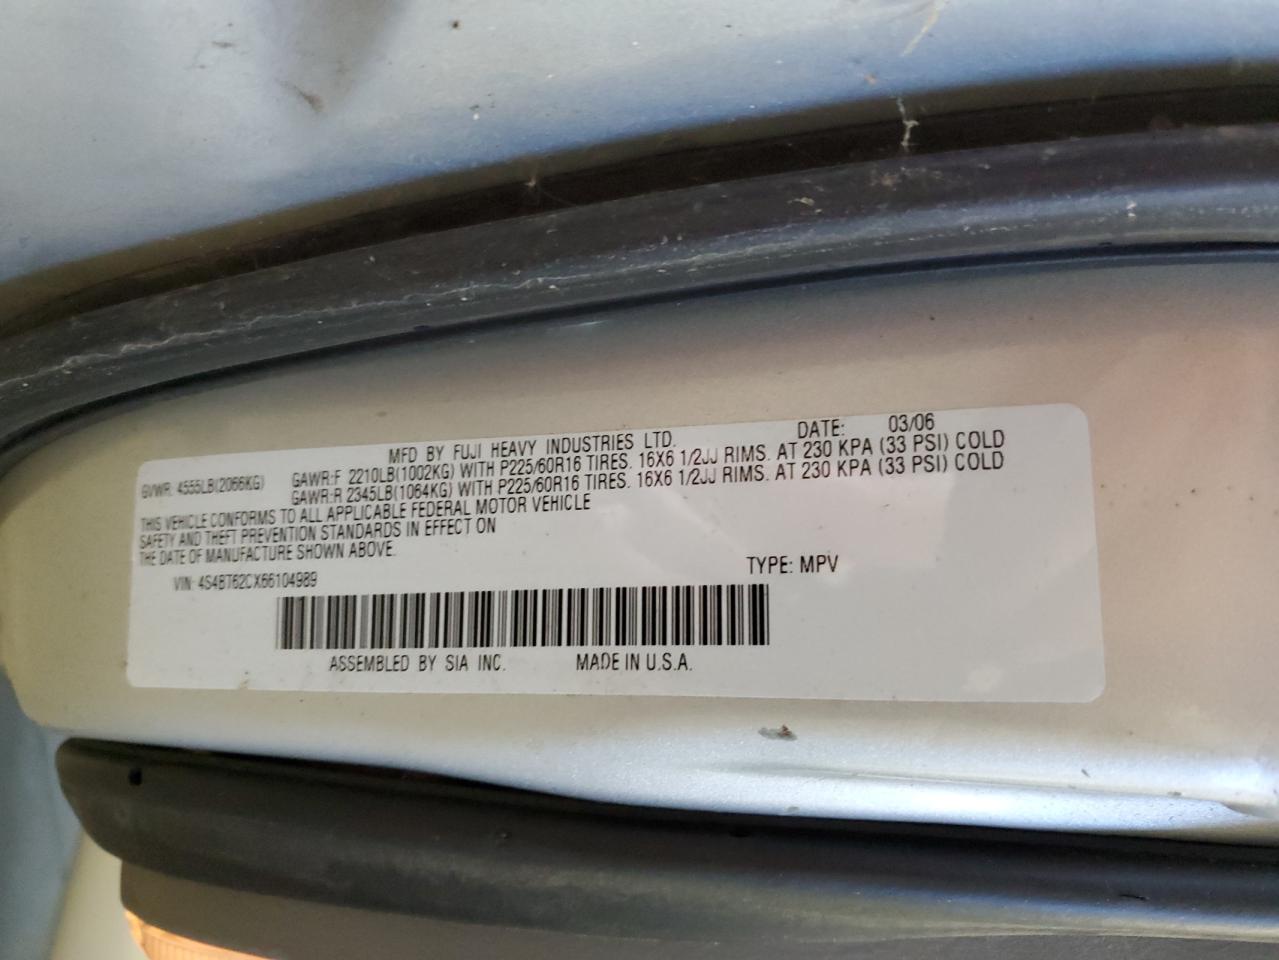 MFD BY FUJI HEAVY INDUSTRIES LTD. DATE: 03/06
GVWR: 4555LB(2066KG) GAWR:F 2210LB(1002KG) WITH P225/60R16 TIRES. 16X6 1/2JJ RIMS. AT 230 KPA (33 PSI) COLD
GAWR:R 2345LB(1064KG) WITH P225/60R16 TIRES. 16X6 1/2JJ RIMS. AT 230 KPA (33 PSI) COLD
THIS VEHICLE CONFORMS TO ALL APPLICABLE FEDERAL MOTOR VEHICLE
SAFETY AND THEFT PREVENTION STANDARDS IN EFFECT ON
THE DATE OF MANUFACTURE SHOWN ABOVE.
VIN: 4S4BT62CX66104989 TYPE: MPV
ASSEMBLED BY SIA INC. MADE IN U.S.A.